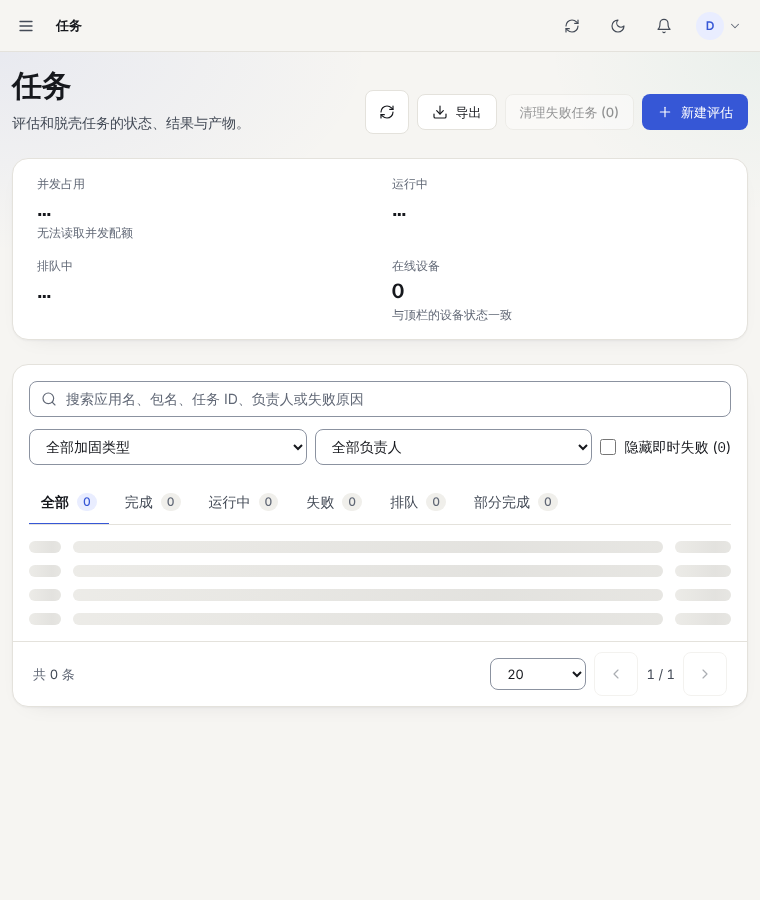 任务
D
任务
评估和脱壳任务的状态、结果与产物。
导出
清理失败任务 (0)
新建评估
并发占用
运行中
...
...
无法读取并发配额
排队中
在线设备
...
0
与顶栏的设备状态一致
搜索应用名、包名、任务 ID、负责人或失败原因
全部加固类型
全部负责人
隐藏即时失败 (0)
全部 0
完成 0
运行中 0
失败 0
排队 0
部分完成 0
共 0 条
20
1 / 1